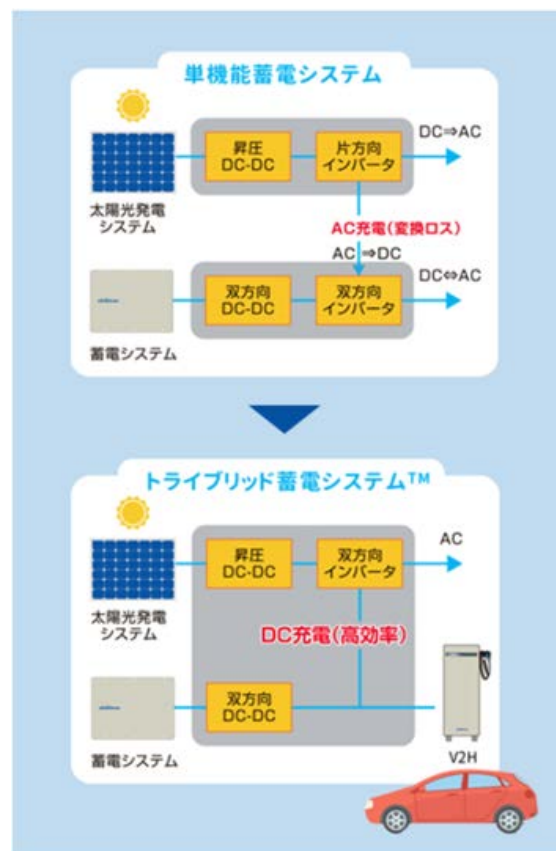 単機能蓄電システム
昇圧
DC-DC
片方向
インバータ
DC⇒AC
太陽光発電
システム
AC充電(変換ロス)
AC⇒DC
双方向
DC-DC
双方向
インバータ
DC⇔AC
蓄電システム
トライブリッド蓄電システム™
昇圧
DC-DC
双方向
インバータ
AC
太陽光発電
システム
DC充電(高効率)
双方向
DC-DC
蓄電システム
V2H